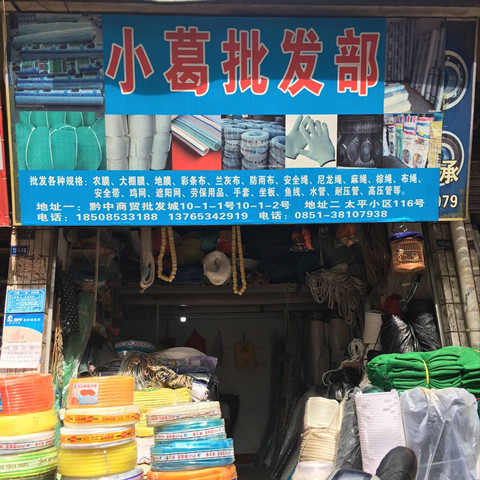 小葛批发部
批发各种规格：农膜、大棚膜、地膜、彩条布、兰灰布、防雨布、安全绳、尼龙绳、麻绳、棕绳、布绳、
安全带、鸡网、遮阳网、劳保用品、手套、坐板、鱼线、水管、耐压管、高压管等。
地址一：黔中商贸批发城10-1-1号10-1-2号 地址二 太平小区116号
电话：18508533188 13765342919 电话：0851-38107938
承
079